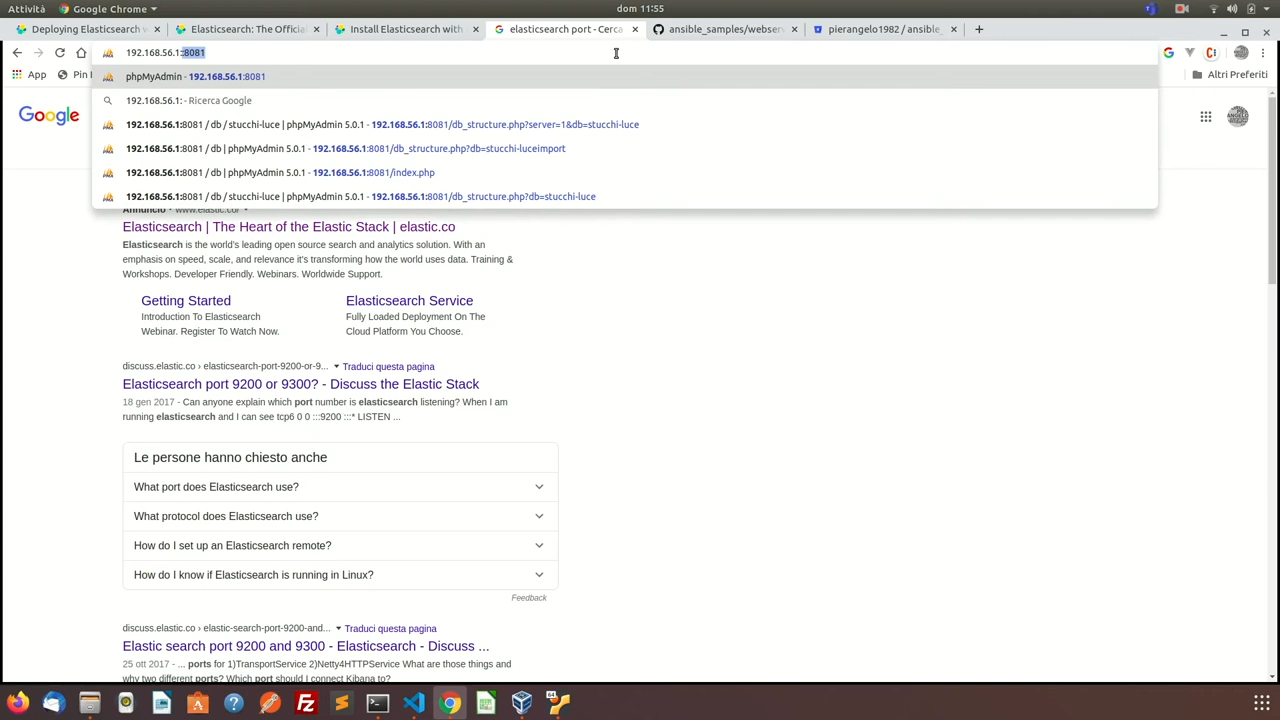 Attività
Google Chrome
dom 11:55
Deploying Elasticsearch w
Elasticsearch: The Officia
Install Elasticsearch with
elasticsearch port - Cerca
ansible_samples/webserv
pierangelo1982 / ansible_
192.168.56.1:8081
App
Pin I
Altri Preferiti
phpMyAdmin - 192.168.56.1:8081
192.168.56.1: - Ricerca Google
192.168.56.1:8081 / db / stucchi-luce | phpMyAdmin 5.0.1 - 192.168.56.1:8081/db_structure.php?server=1&db=stucchi-luce
192.168.56.1:8081 / db | phpMyAdmin 5.0.1 - 192.168.56.1:8081/db_structure.php?db=stucchi-luceimport
192.168.56.1:8081 / db | phpMyAdmin 5.0.1 - 192.168.56.1:8081/index.php
192.168.56.1:8081 / db / stucchi-luce | phpMyAdmin 5.0.1 - 192.168.56.1:8081/db_structure.php?db=stucchi-luce
Google
Annuncio · www.elastic.co/
Elasticsearch | The Heart of the Elastic Stack | elastic.co
Elasticsearch is the world's leading open source search and analytics solution. With an
emphasis on speed, scale, and relevance it's transforming how the world uses data. Training &
Workshops. Developer Friendly. Webinars. Worldwide Support.
Getting Started
Introduction To Elasticsearch
Webinar. Register To Watch Now.
Elasticsearch Service
Fully Loaded Deployment On The
Cloud Platform You Choose.
discuss.elastic.co › elasticsearch-port-9200-or-9... Traduci questa pagina
Elasticsearch port 9200 or 9300? - Discuss the Elastic Stack
18 gen 2017 - Can anyone explain which port number is elasticsearch listening? When I am
running elasticsearch and I can see tcp6 0 0 :::9200 :::* LISTEN ...
Le persone hanno chiesto anche
What port does Elasticsearch use?
What protocol does Elasticsearch use?
How do I set up an Elasticsearch remote?
How do I know if Elasticsearch is running in Linux?
Feedback
discuss.elastic.co › elastic-search-port-9200-and... Traduci questa pagina
Elastic search port 9200 and 9300 - Elasticsearch - Discuss ...
25 ott 2017 - ... ports for 1)TransportService 2)Netty4HTTPService What are those things and
why two different ports? Which port should I connect Kibana to?